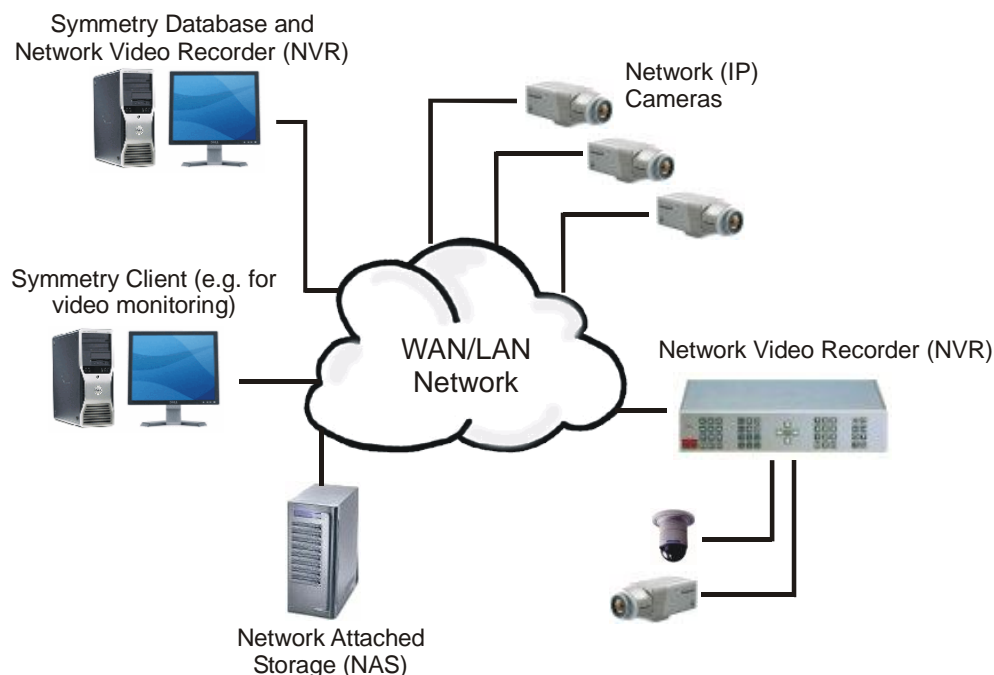 Symmetry Database and
Network Video Recorder (NVR)
Network (IP)
Cameras
Symmetry Client (e.g. for
video monitoring)
WAN/LAN
Network
Network Video Recorder (NVR)
Network Attached
Storage (NAS)